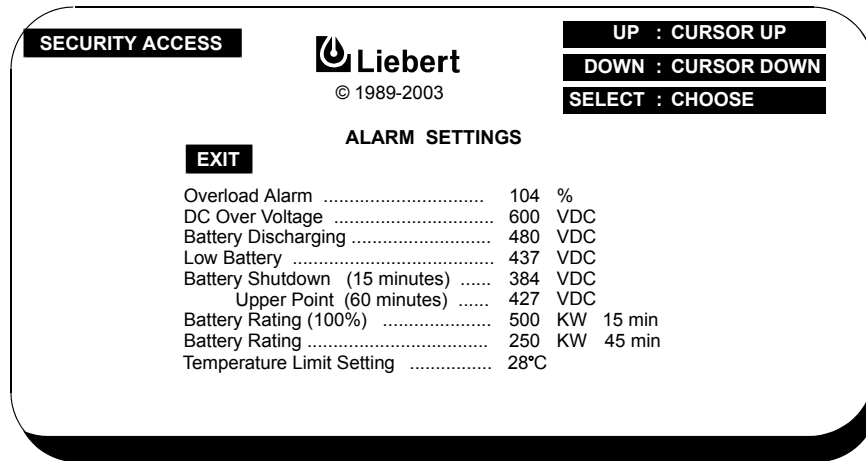 SECURITY ACCESS
Liebert
© 1989-2003
UP : CURSOR UP
DOWN : CURSOR DOWN
SELECT : CHOOSE
ALARM SETTINGS
EXIT
Overload Alarm ............................... 104 %
DC Over Voltage ............................... 600 VDC
Battery Discharging ........................... 480 VDC
Low Battery ....................................... 437 VDC
Battery Shutdown (15 minutes) ...... 384 VDC
Upper Point (60 minutes) ...... 427 VDC
Battery Rating (100%) ..................... 500 KW 15 min
Battery Rating ................................... 250 KW 45 min
Temperature Limit Setting ................ 28°C